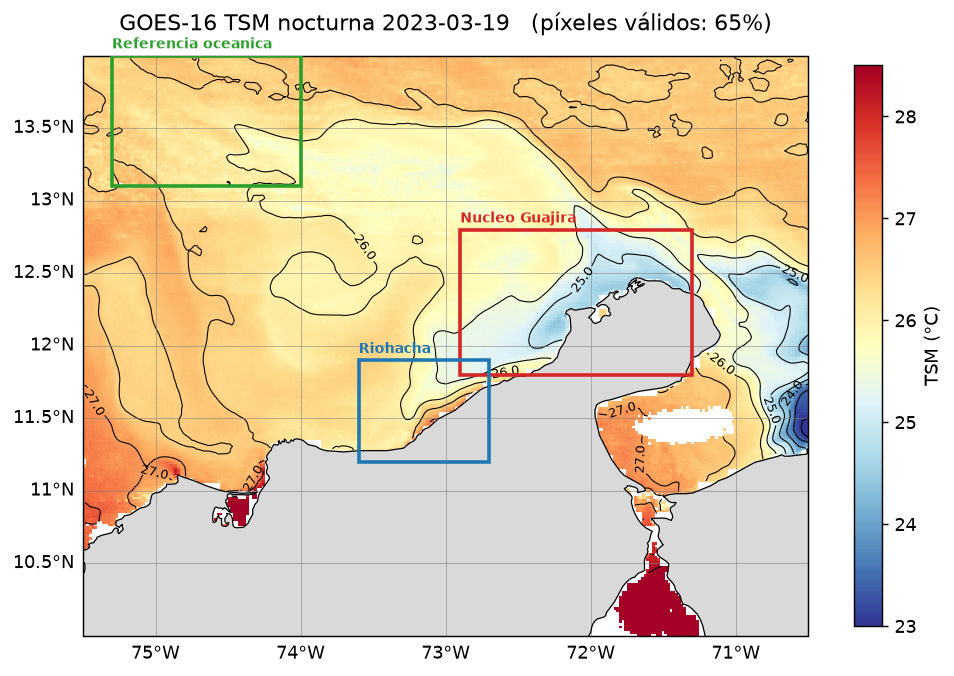 GOES-16 TSM nocturna 2023-03-19 (píxeles válidos: 65%)
Referencia oceanica
Nucleo Guajira
Riohacha
13.5°N
13°N
12.5°N
12°N
11.5°N
11°N
10.5°N
75°W
74°W
73°W
72°W
71°W
26.0
25.0
25.0
26.0
26.0
27.0
27.0
27.0
27.0
27.0
25.0
24.0
28
27
26
25
24
23
TSM (°C)